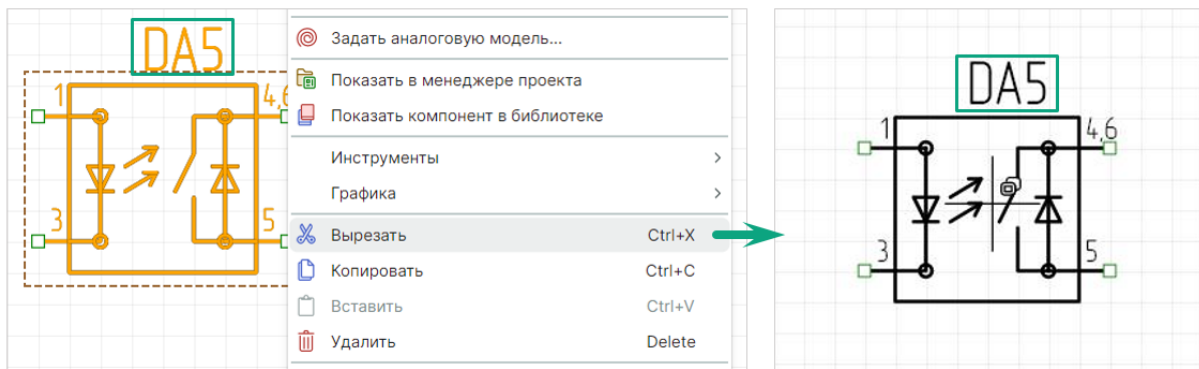 DA5
1
4,6
3
5
Задать аналоговую модель...
Показать в менеджере проекта
Показать компонент в библиотеке
Инструменты
Графика
Вырезать Ctrl+X
Копировать Ctrl+C
Вставить Ctrl+V
Удалить Delete
DA5
1
4,6
3
5